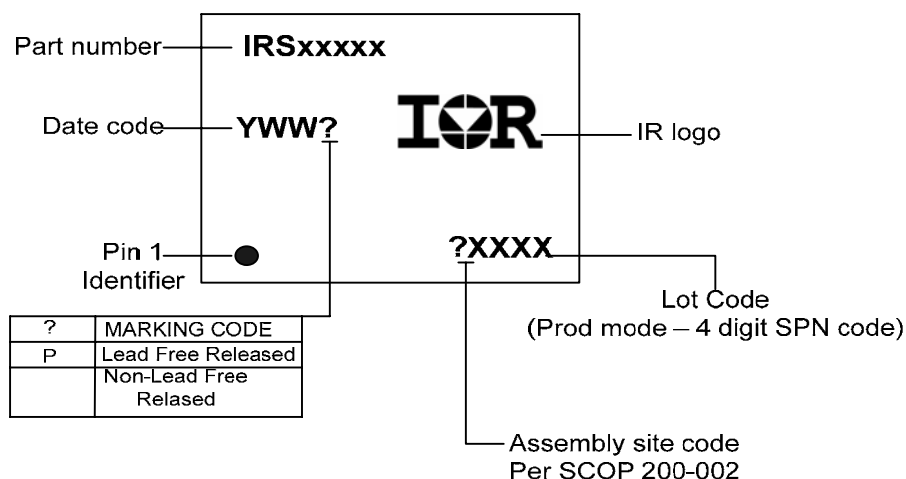 Part number
IRSxxxxx
Date code
YWW?
IOR
IR logo
Pin 1
Identifier
?XXXX
Lot Code
(Prod mode – 4 digit SPN code)
? MARKING CODE
P Lead Free Released
Non-Lead Free
Relased
Assembly site code
Per SCOP 200-002